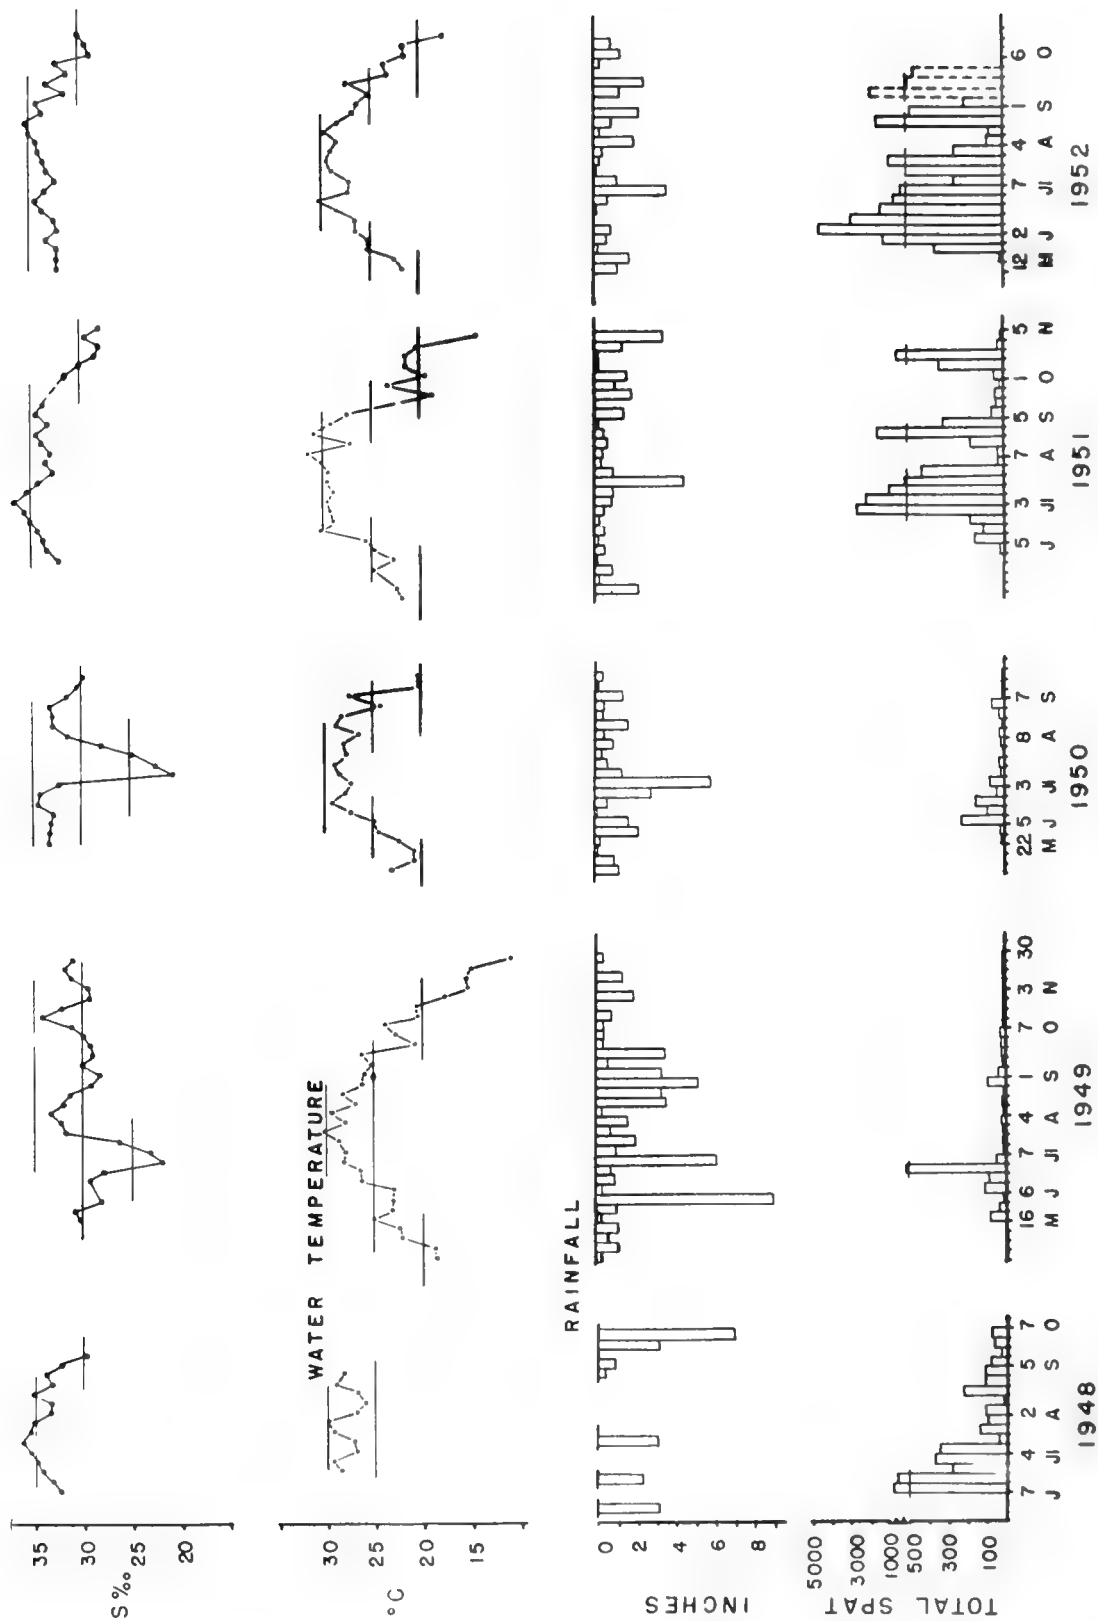 S‰
35
30
25
20
WATER TEMPERATURE
°C
30
25
20
15
RAINFALL
INCHES
0
2
4
6
8
TOTAL SPAT
5000
3000
1000
500
300
100
7 4 2 5 7 16 6 7 4 1 7 3 30 22 5 3 8 7 5 3 7 5 1 5 12 2 7 4 1 6
J Jl A S O M J Jl A S O N M J Jl A S J Jl A S O N M J Jl A S O
1948 1949 1950 1951 1952